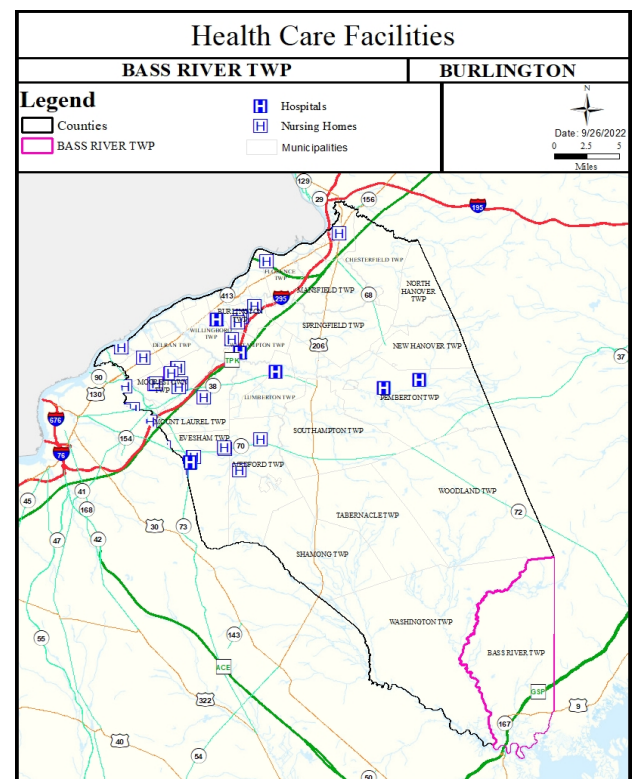 Health Care Facilities
BASS RIVER TWP
BURLINGTON
Legend
Counties
BASS RIVER TWP
H Hospitals
H Nursing Homes
Municipalities
N
Date: 9/26/2022
0 2.5 5
Miles
129
29
156
195
CHESTERFIELD TWP
FLORENCE
TWP
NORTH
HANOVER
TWP
MANSFIELD TWP
68
413
295
SPRINGFIELD TWP
WILLINGBORO
TWP
206
NEW HANOVER TWP
DELRAN TWP
TPK
37
90
130
38
LUMBERTON TWP
PEMBERTON TWP
676
MOUNT LAUREL TWP
154
EVESHAM TWP
70
SOUTHAMPTON TWP
76
MEDFORD TWP
WOODLAND TWP
45
41
168
30
73
72
TABERNACLE TWP
47
42
SHAMONG TWP
WASHINGTON TWP
55
143
BASS RIVER TWP
ACE
GSP
322
9
167
40
54
50